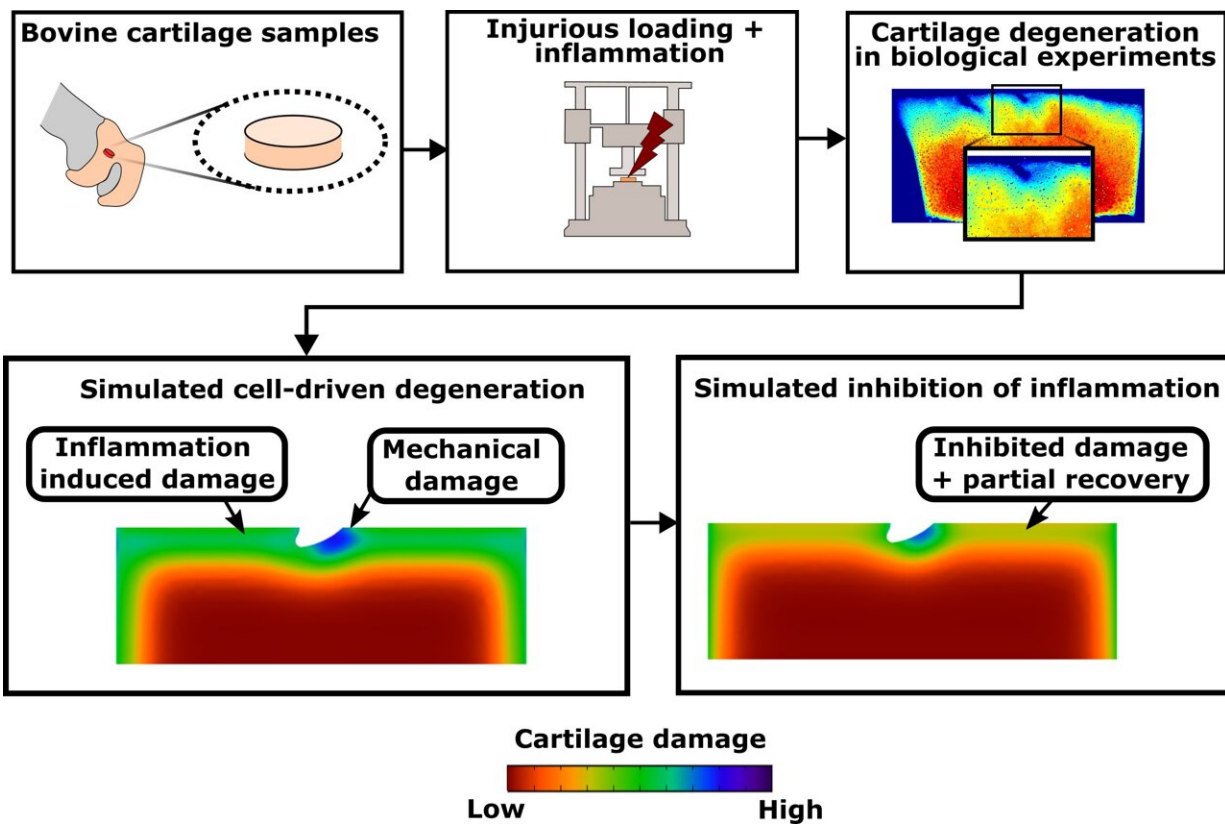 Bovine cartilage samples
Injurious loading +
inflammation
Cartilage degeneration
in biological experiments
Simulated cell-driven degeneration
Inflammation
induced damage
Mechanical
damage
Simulated inhibition of inflammation
Inhibited damage
+ partial recovery
Cartilage damage
Low
High